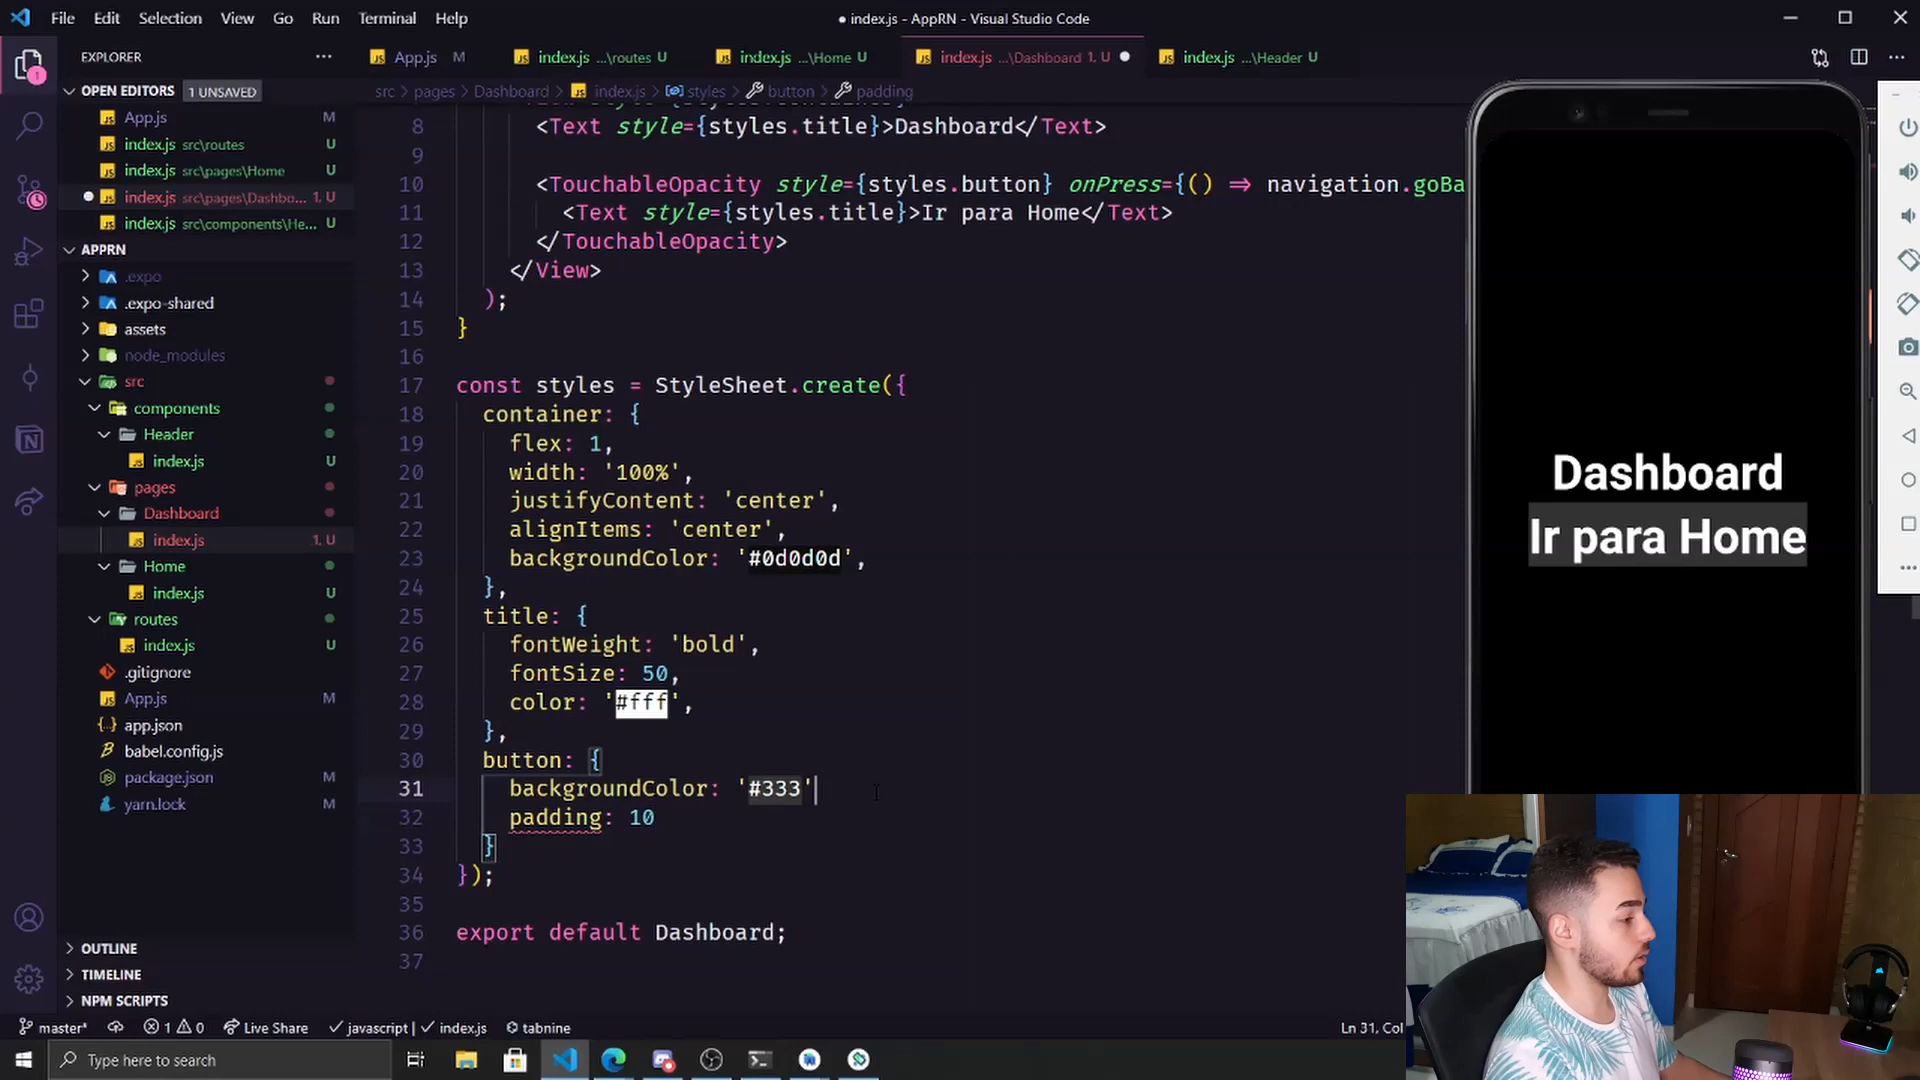 File Edit Selection View Go Run Terminal Help
● index.js - AppRN - Visual Studio Code
EXPLORER
App.js M
index.js ...\routes U
index.js ...\Home U
index.js ...\Dashboard 1, U
index.js ...\Header U
OPEN EDITORS 1 UNSAVED
src > pages > Dashboard > index.js > styles > button > padding
App.js M
index.js src\routes U
index.js src\pages\Home U
index.js src\pages\Dashbo... 1, U
index.js src\components\He... U
APPRN
.expo
.expo-shared
assets
node_modules
src
components
Header
index.js U
pages
Dashboard
index.js 1, U
Home
index.js U
routes
index.js U
.gitignore
App.js M
app.json
babel.config.js
package.json M
yarn.lock M
OUTLINE
TIMELINE
NPM SCRIPTS
8 <Text style={styles.title}>Dashboard</Text>
9
10 <TouchableOpacity style={styles.button} onPress={() => navigation.goBa
11 <Text style={styles.title}>Ir para Home</Text>
12 </TouchableOpacity>
13 </View>
14 );
15 }
16
17 const styles = StyleSheet.create({
18 container: {
19 flex: 1,
20 width: '100%',
21 justifyContent: 'center',
22 alignItems: 'center',
23 backgroundColor: '#0d0d0d',
24 },
25 title: {
26 fontWeight: 'bold',
27 fontSize: 50,
28 color: '#fff',
29 },
30 button: {
31 backgroundColor: '#333'
32 padding: 10
33 }
34 });
35
36 export default Dashboard;
37
Dashboard
Ir para Home
master* 1 0 Live Share javascript | index.js tabnine
Ln 31, Col
Type here to search